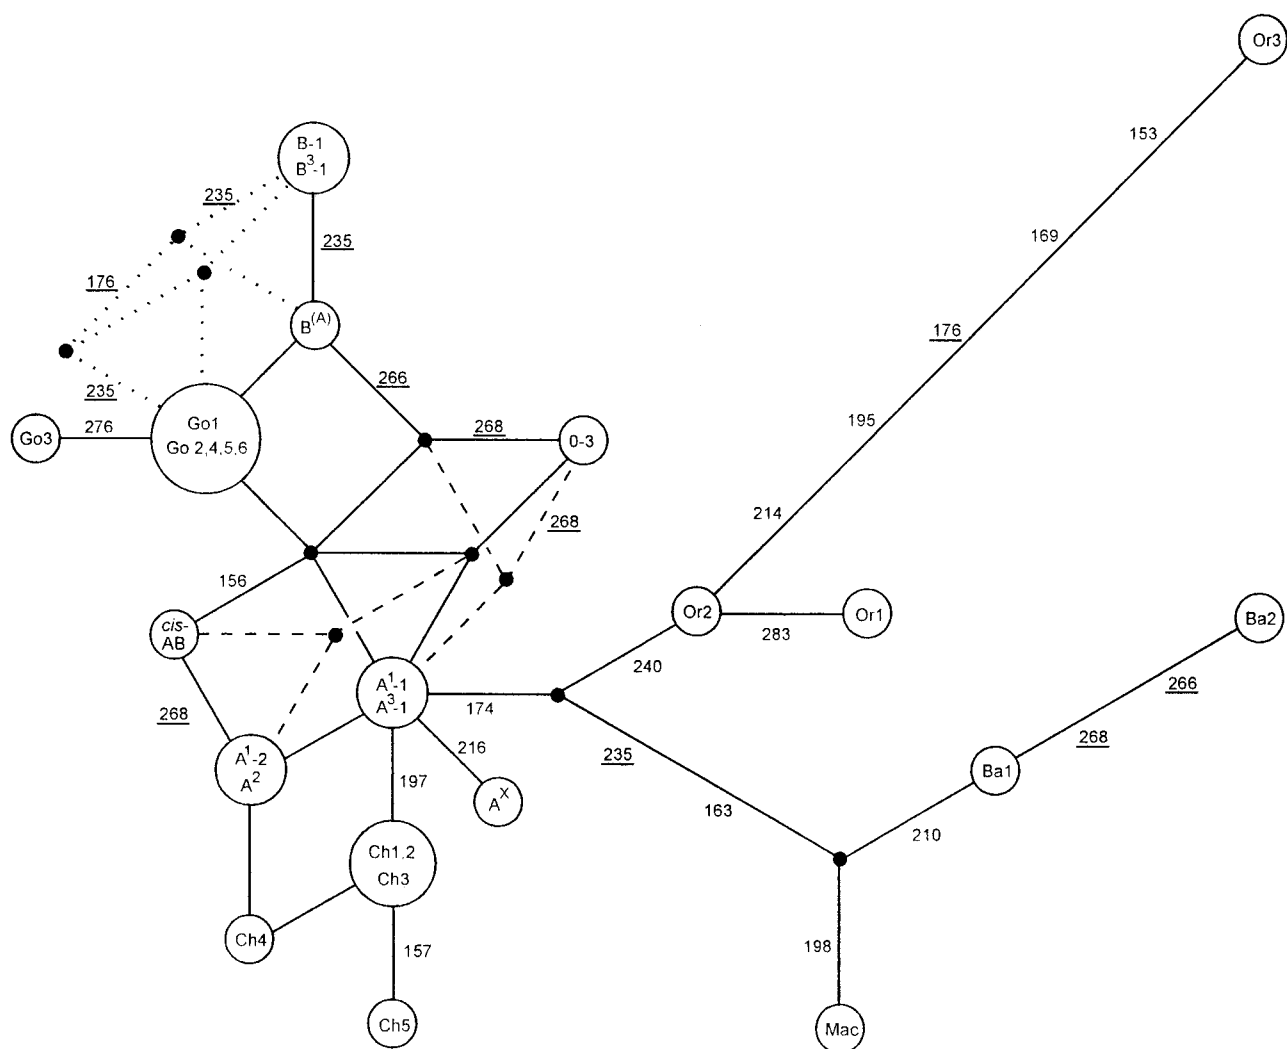 Or3
153
B-1
B³-1
235
235
169
176
B(A)
176
266
235
195
Go1
Go 2,4,5,6
Go3
276
268
0-3
214
268
156
cis-
AB
Or2
283
Or1
Ba2
240
A¹-1
A³-1
174
266
268
216
235
268
A¹-2
A²
197
Ba1
Aˣ
163
210
Ch1,2
Ch3
Ch4
157
198
Ch5
Mac